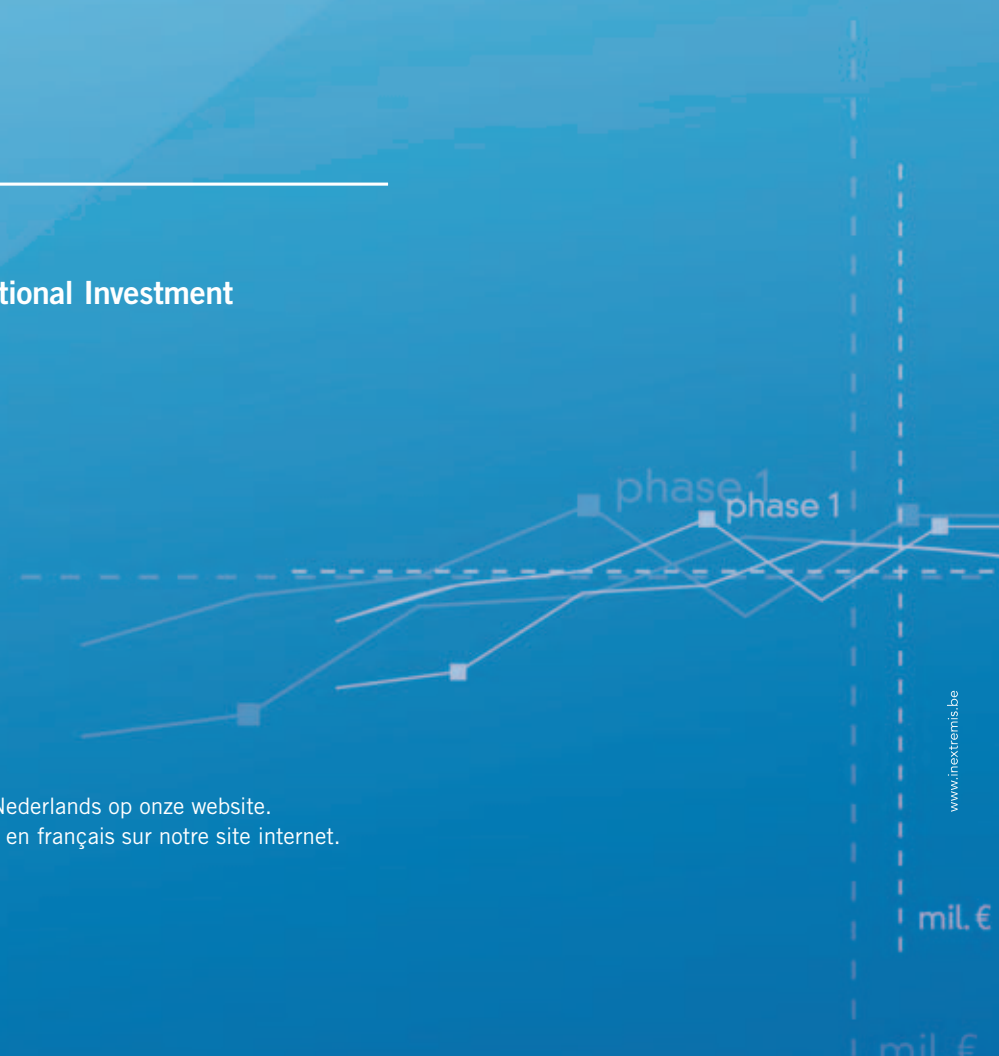 tional Investment
phase 1
phase 1
www.inextremis.be
Nederlands op onze website.
en français sur notre site internet.
mil. €
mil. €